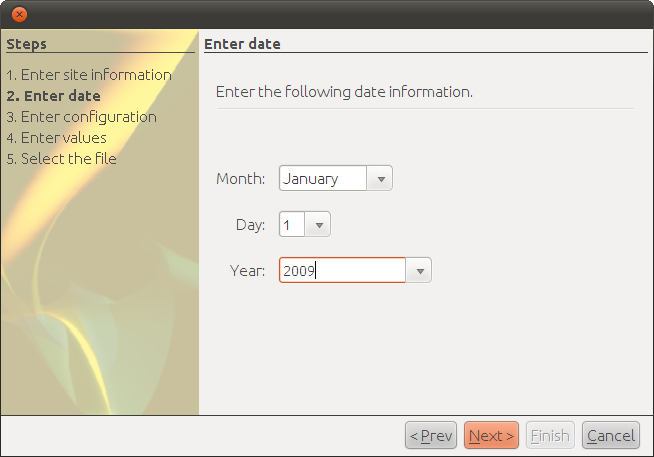 Steps
1. Enter site information
2. Enter date
3. Enter configuration
4. Enter values
5. Select the file
Enter date
Enter the following date information.
Month: January
Day: 1
Year: 2009
< Prev Next > Finish Cancel